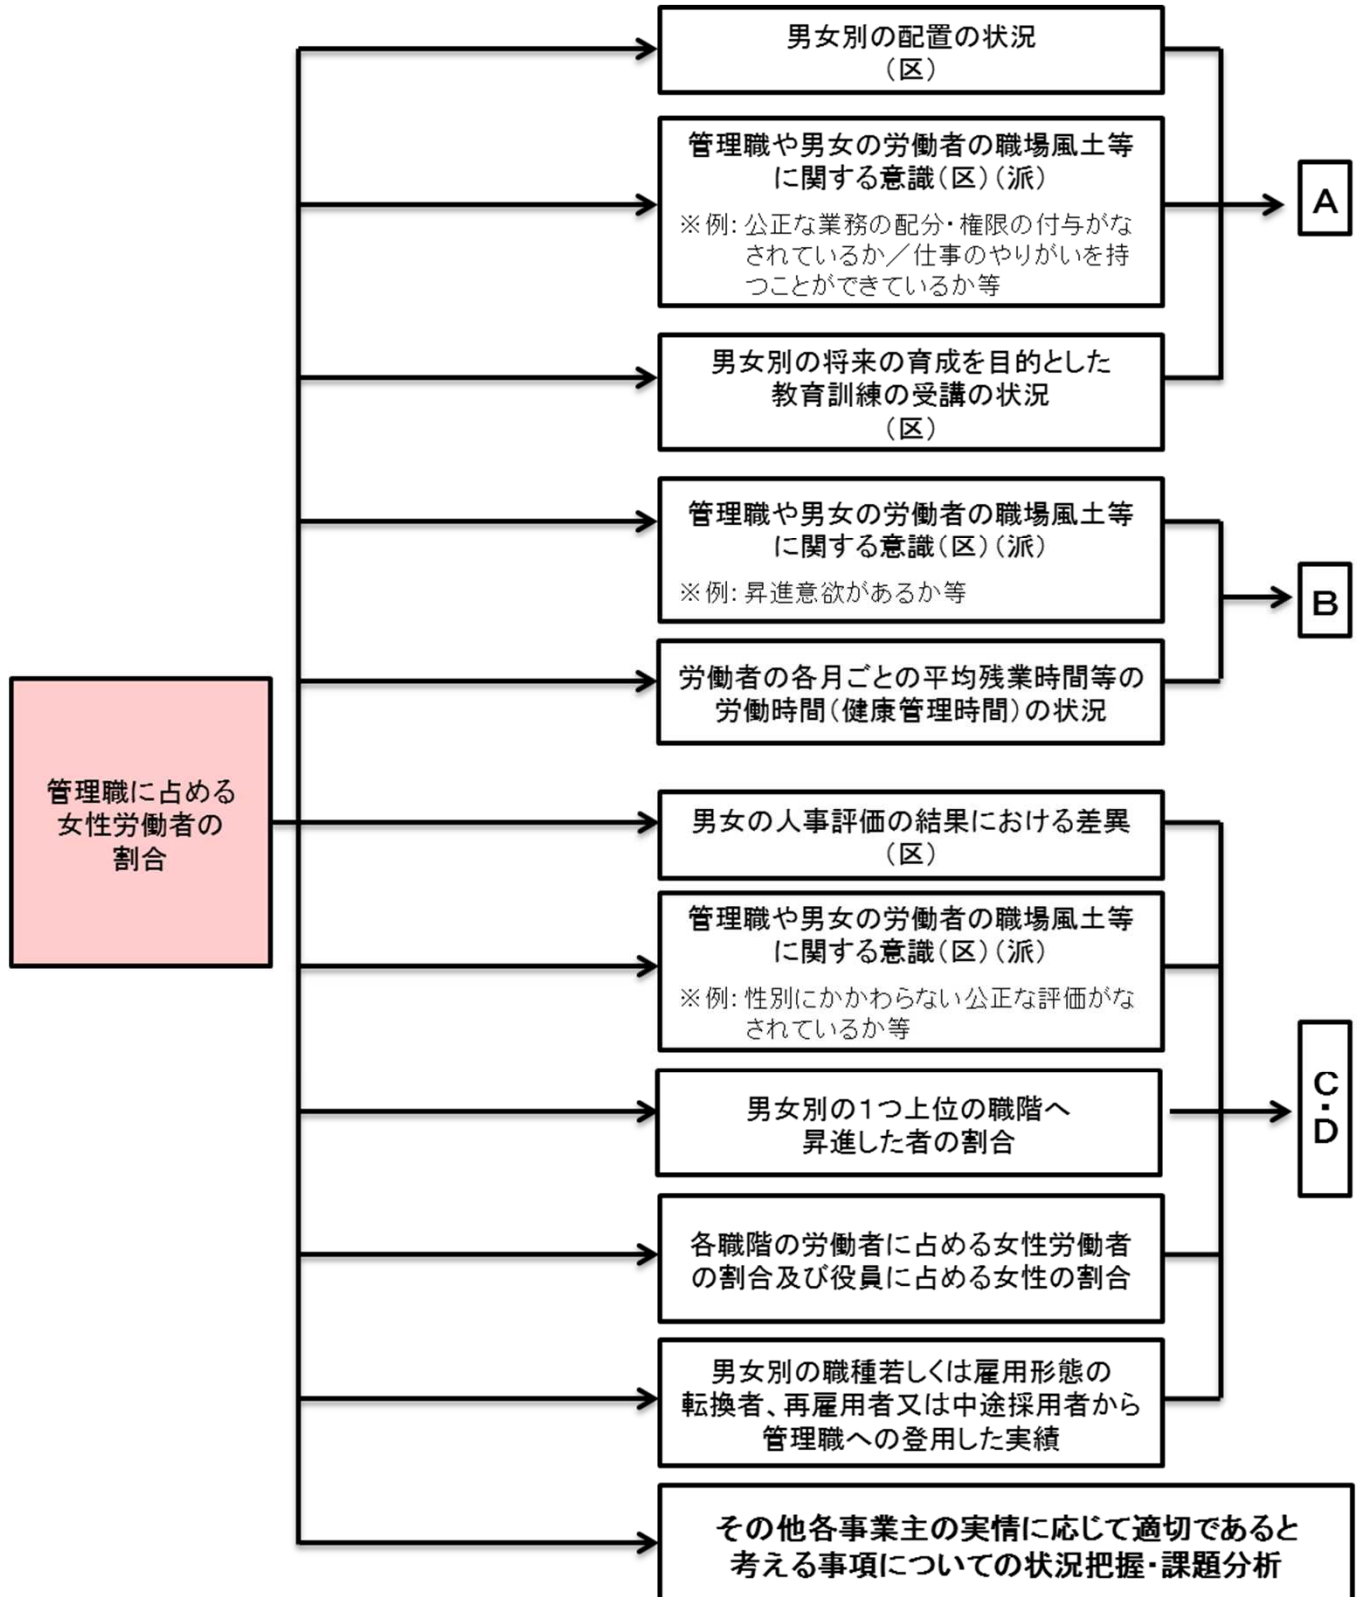 男女別の配置の状況
（区）
管理職や男女の労働者の職場風土等
に関する意識（区）（派）
※例：公正な業務の配分・権限の付与がな
されているか／仕事のやりがいを持
つことができているか等
A
男女別の将来の育成を目的とした
教育訓練の受講の状況
（区）
管理職や男女の労働者の職場風土等
に関する意識（区）（派）
※例：昇進意欲があるか等
B
労働者の各月ごとの平均残業時間等の
労働時間（健康管理時間）の状況
管理職に占める
女性労働者の
割合
男女の人事評価の結果における差異
（区）
管理職や男女の労働者の職場風土等
に関する意識（区）（派）
※例：性別にかかわらない公正な評価がな
されているか等
男女別の１つ上位の職階へ
昇進した者の割合
C・D
各職階の労働者に占める女性労働者
の割合及び役員に占める女性の割合
男女別の職種若しくは雇用形態の
転換者、再雇用者又は中途採用者から
管理職への登用した実績
その他各事業主の実情に応じて適切であると
考える事項についての状況把握・課題分析